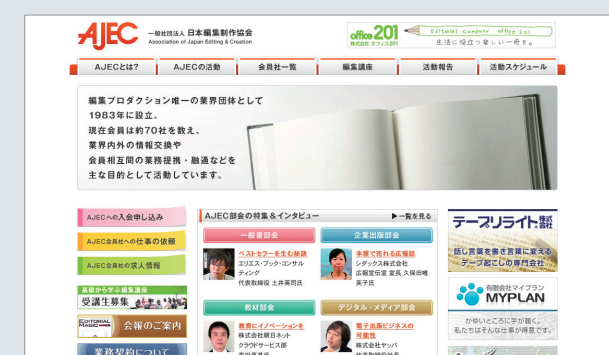 AJEC
一般社団法人 日本編集制作協会
Association of Japan Editing & Creation
office 201
株式会社 オフィス201
Editorial Company office 201
生活に役立つ楽しい一冊を。
AJECとは?
AJECの活動
会員社一覧
編集講座
活動報告
活動スケジュール
編集プロダクション唯一の業界団体として
1983年に設立。
現在会員は約70社を数え、
業界内外の情報交換や
会員相互間の業務提携・融通などを
主な目的として活動しています。
AJECへの入会申し込み
AJEC会員社への仕事の依頼
AJEC会員社の求人情報
基礎から学ぶ編集講座
受講生募集
EDITORIAL MAGIC
会報のご案内
業務契約について
AJEC部会の特集&インタビュー
▶一覧を見る
一般書部会
ベストセラーを生む秘訣
エリエス・ブック・コンサル
ティング
代表取締役 土井英司氏
企業出版部会
本屋で売れる広報誌
シダックス株式会社
広報宣伝室 室長 久保田唯
英子氏
教材部会
教育にイノベーションを
株式会社朝日ネット
クラウドサービス部
デジタル・メディア部会
電子出版ビジネスの
可能性
株式会社ヤッパ
テープリライト株式会社
話し言葉を書き言葉に変える
テープ起こしの専門会社
有限会社マイプラン
MYPLAN
かゆいところに手が届く。
私たちはそんな仕事が得意です。